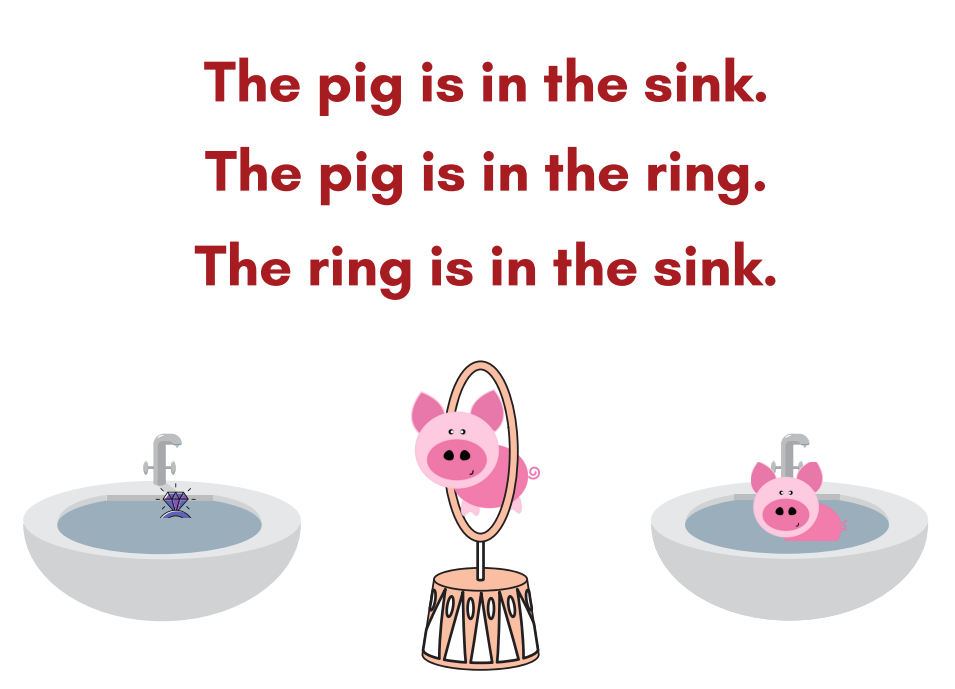 The pig is in the sink.
The pig is in the ring.
The ring is in the sink.